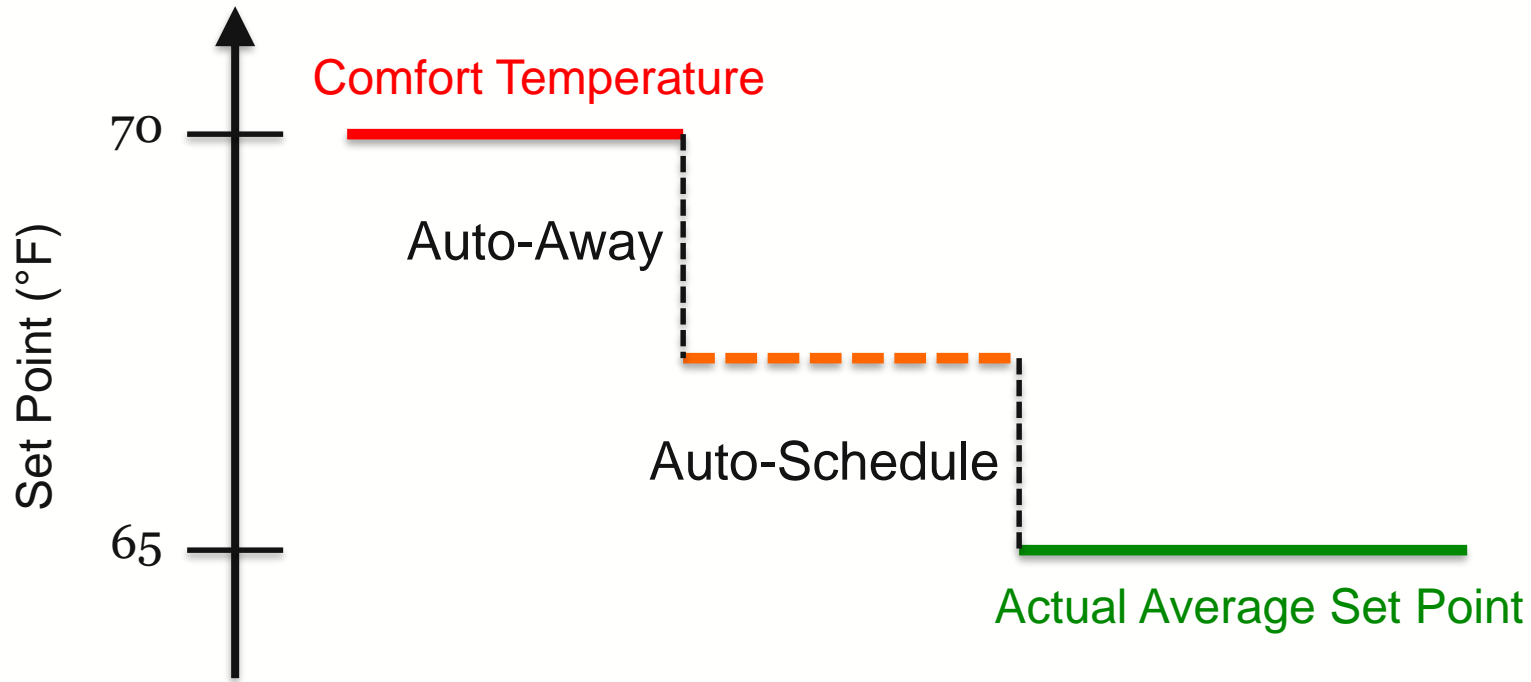 Comfort Temperature
70
Auto-Away
Set Point (°F)
Auto-Schedule
65
Actual Average Set Point